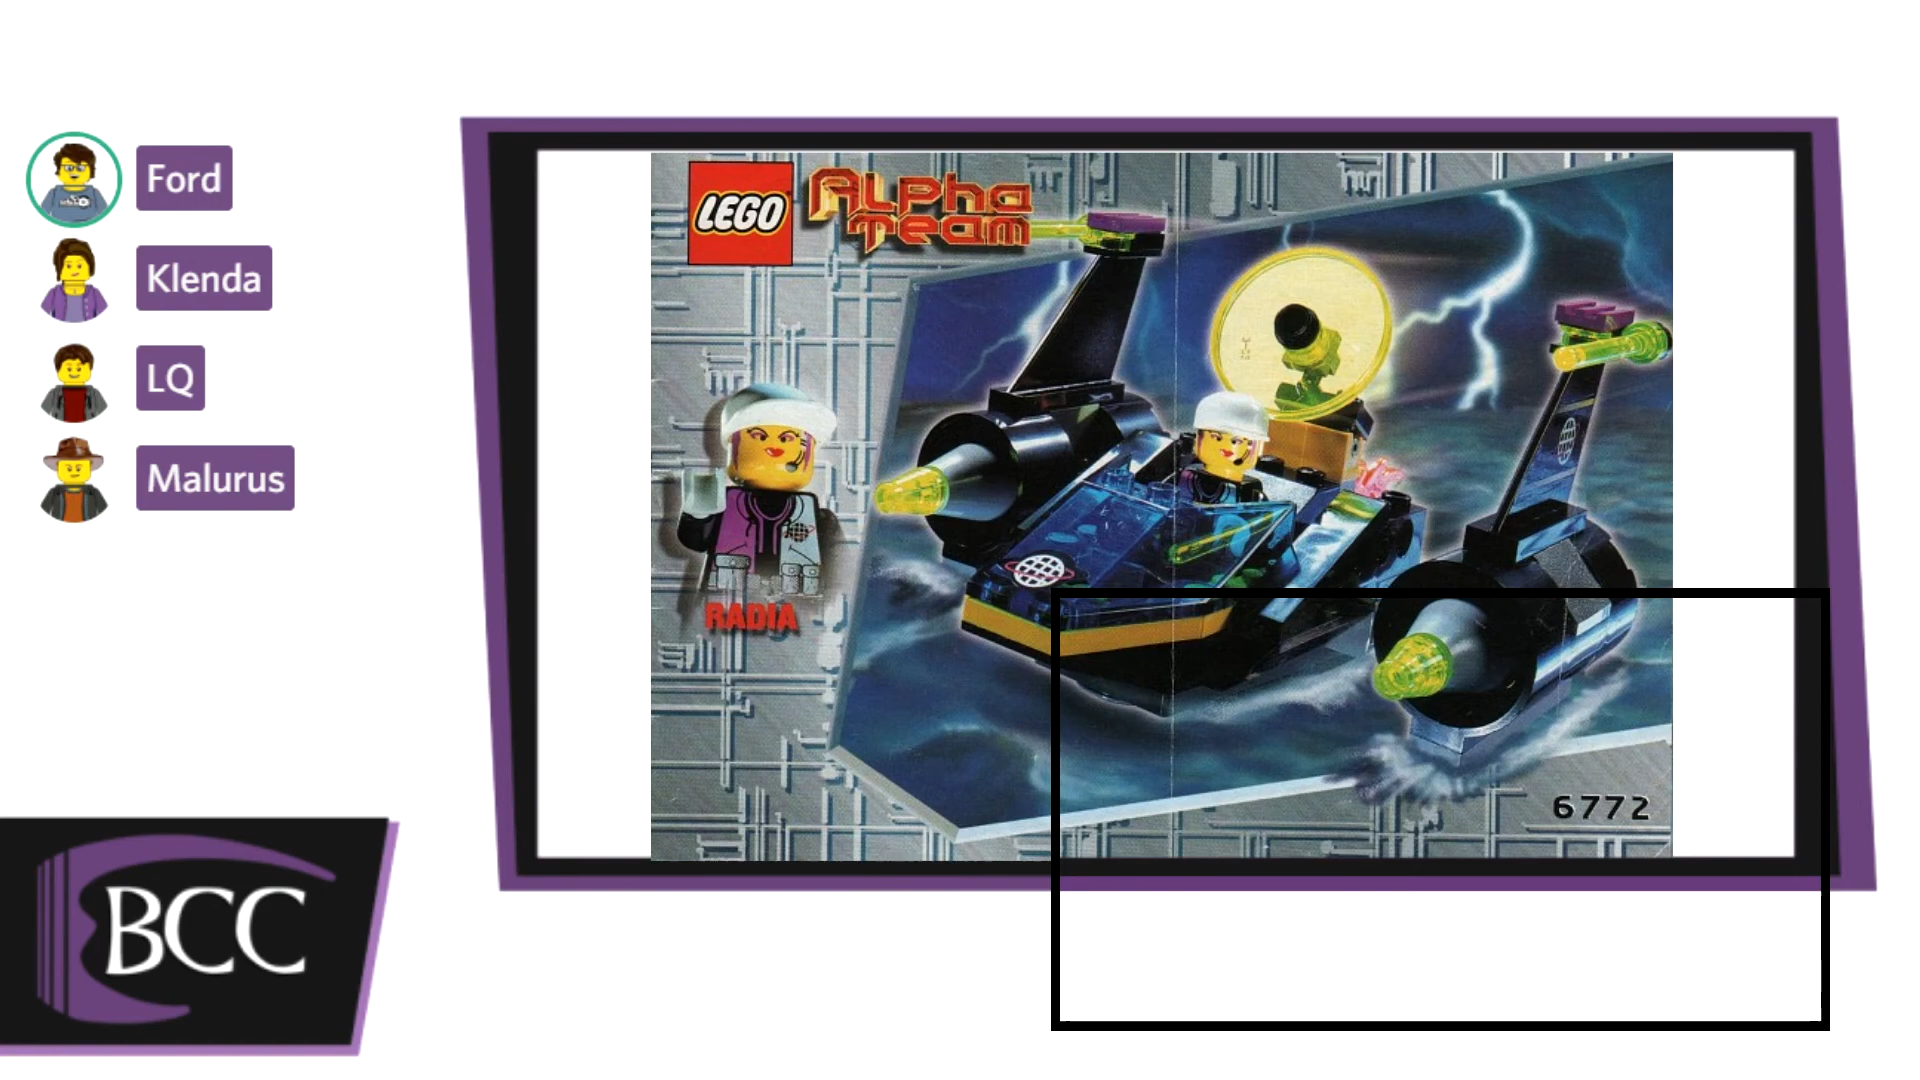 Ford
Klenda
LQ
Malurus
LEGO
ALPha
Team
RADIA
6772
BCC